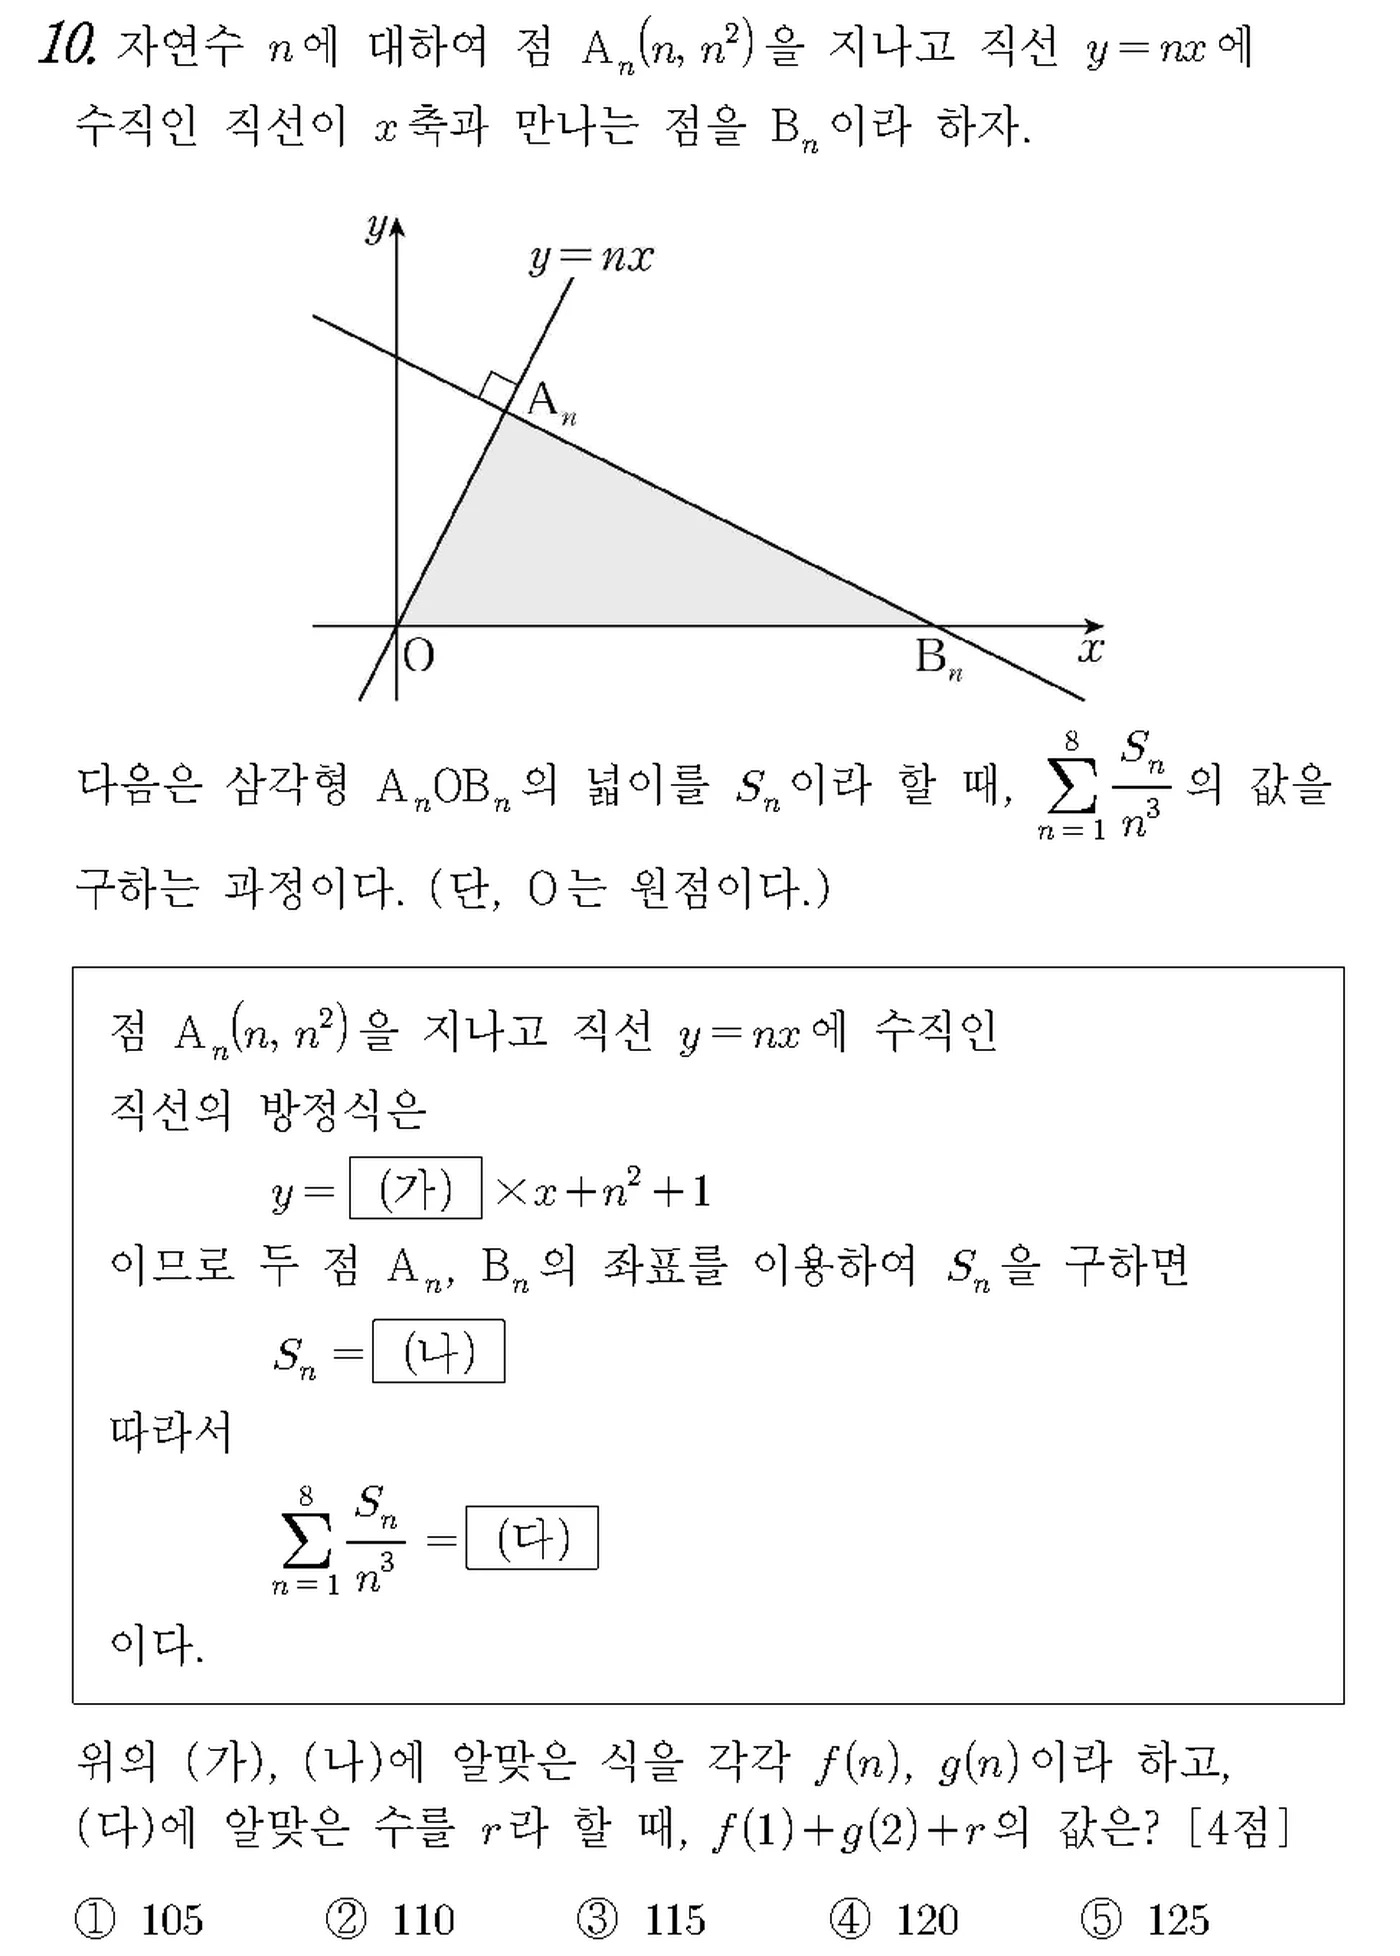 10. 자연수 n에 대하여 점 Aₙ(n, n²)을 지나고 직선 y=nx에
수직인 직선이 x축과 만나는 점을 Bₙ이라 하자.
y
y=nx
Aₙ
O
Bₙ
x
다음은 삼각형 AₙOBₙ의 넓이를 Sₙ이라 할 때, ∑_{n=1}^{8} Sₙ/n³의 값을
구하는 과정이다. (단, O는 원점이다.)
점 Aₙ(n, n²)을 지나고 직선 y=nx에 수직인
직선의 방정식은
y= (가) ×x+n²+1
이므로 두 점 Aₙ, Bₙ의 좌표를 이용하여 Sₙ을 구하면
Sₙ= (나)
따라서
∑_{n=1}^{8} Sₙ/n³ = (다)
이다.
위의 (가), (나)에 알맞은 식을 각각 f(n), g(n)이라 하고,
(다)에 알맞은 수를 r라 할 때, f(1)+g(2)+r의 값은? [4점]
① 105 ② 110 ③ 115 ④ 120 ⑤ 125